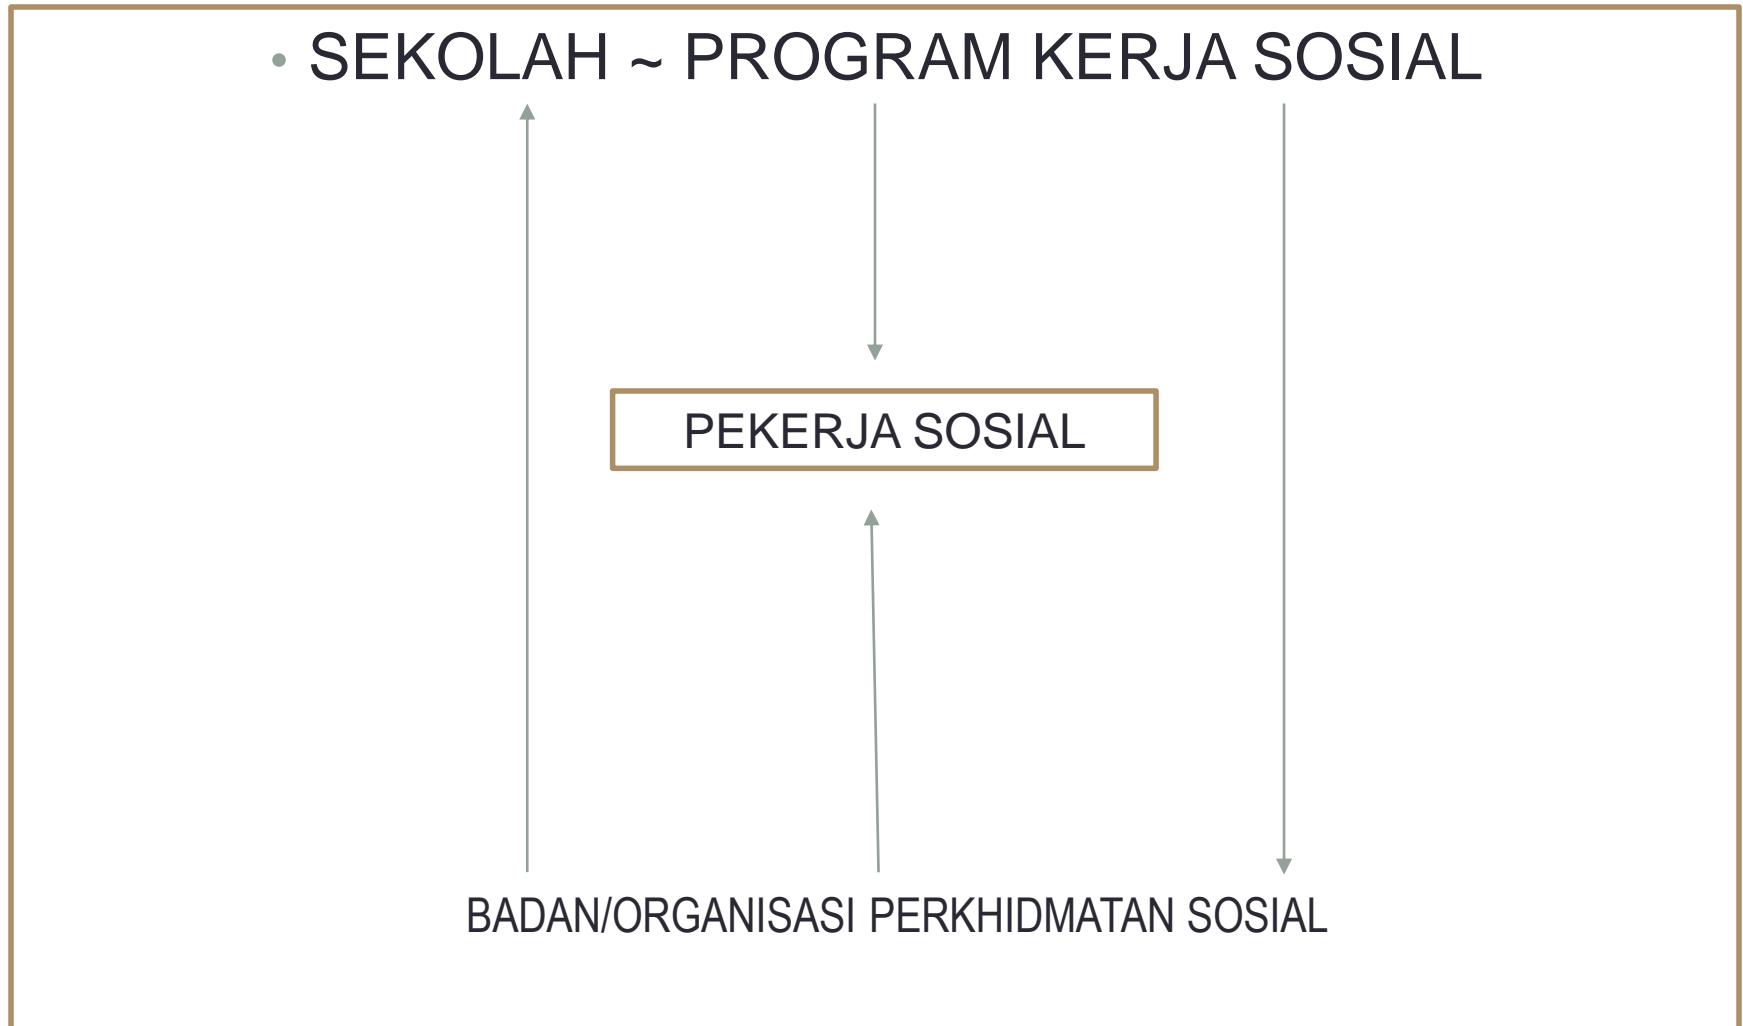 • SEKOLAH ~ PROGRAM KERJA SOSIAL
PEKERJA SOSIAL
BADAN/ORGANISASI PERKHIDMATAN SOSIAL